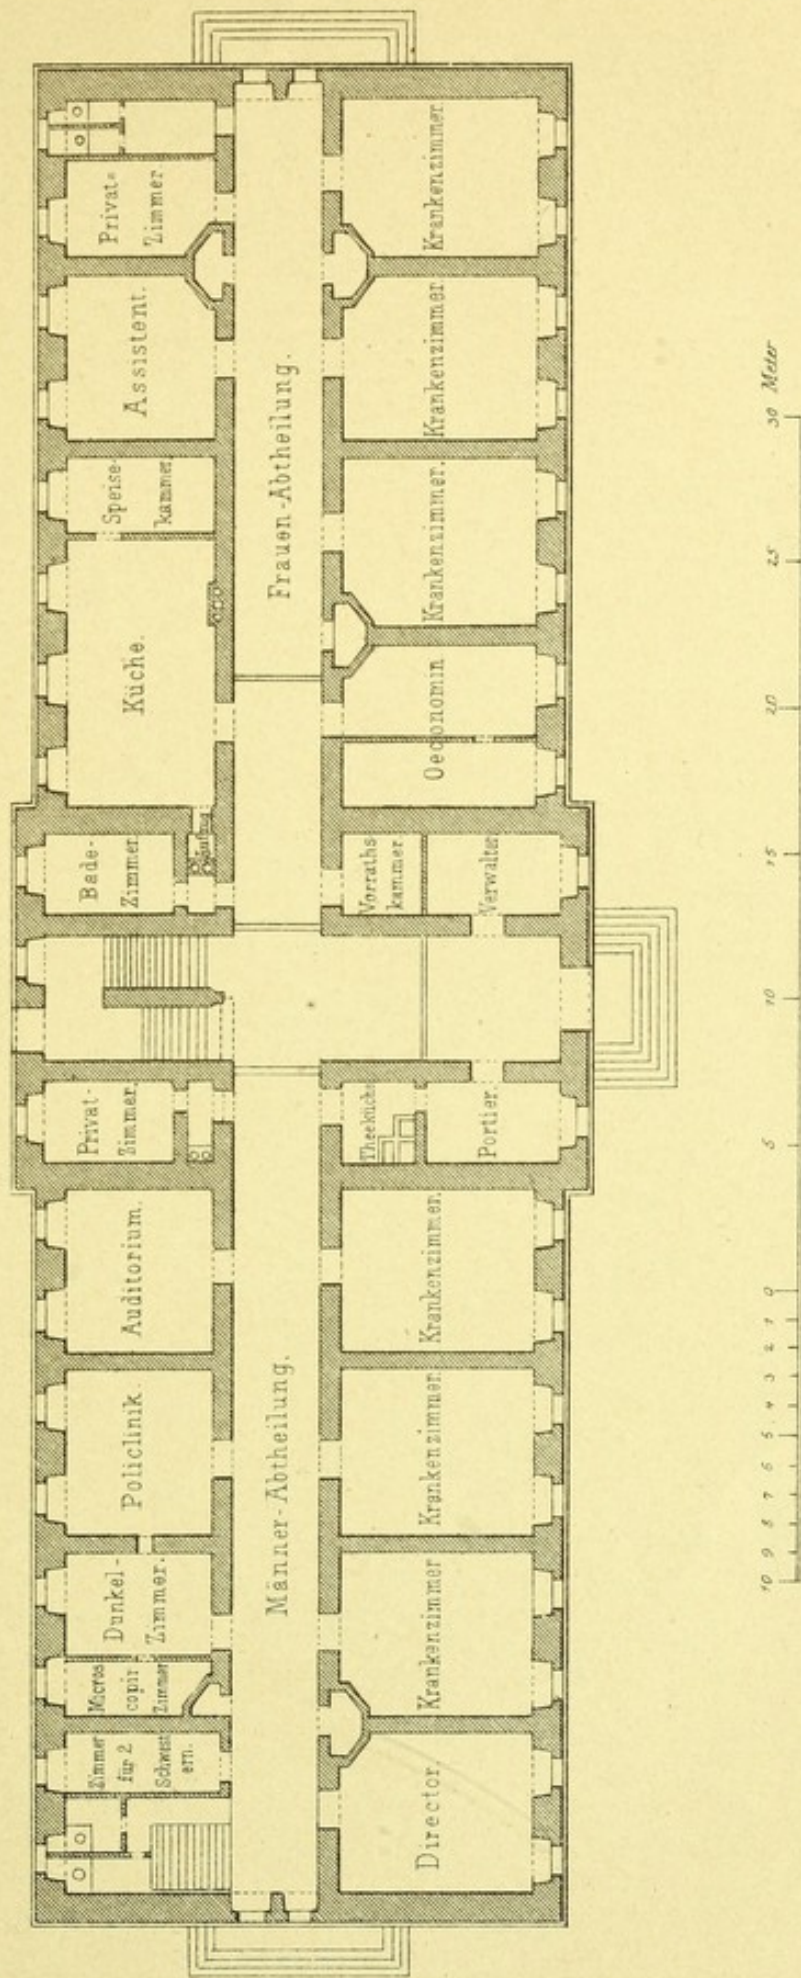 Privat-
Zimmer
Krankenzimmer.
Assistent.
Krankenzimmer
Frauen-Abtheilung.
Speise-
kammer.
Krankenzimmer.
Küche.
Oeconomin
Bade-
Zimmer
Aufzug
Vorraths
kammer.
Verwalter
Privat-
Zimmer.
Theeküche
Portier.
Auditorium.
Krankenzimmer.
Männer-Abtheilung.
Policlinik.
Krankenzimmer.
Dunkel-
Zimmer.
Krankenzimmer
Micros
copir
Zimmer
Zimmer
für 2
Schwest
ern.
Director.
10 9 8 7 6 5 4 3 2 1 0 5 10 15 20 25 30 Meter